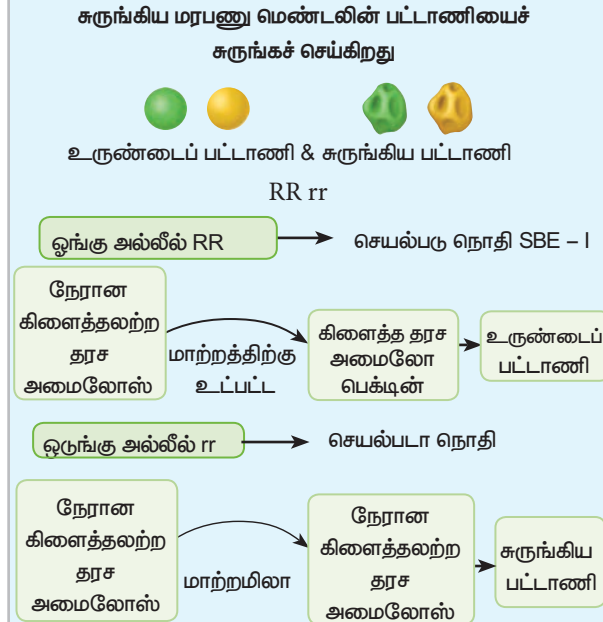 சுருங்கிய மரபணு மெண்டலின் பட்டாணியைச்
சுருங்கச் செய்கிறது
உருண்டைப் பட்டாணி & சுருங்கிய பட்டாணி
RR rr
ஓங்கு அல்லீல் RR
செயல்படு நொதி SBE – I
நேரான
கிளைத்தலற்ற
தரச
அமைலோஸ்
மாற்றத்திற்கு
உட்பட்ட
கிளைத்த தரச
அமைலோ
பெக்டின்
உருண்டைப்
பட்டாணி
ஒடுங்கு அல்லீல் rr
செயல்படா நொதி
நேரான
கிளைத்தலற்ற
தரச
அமைலோஸ்
மாற்றமிலா
நேரான
கிளைத்தலற்ற
தரச
அமைலோஸ்
சுருங்கிய
பட்டாணி